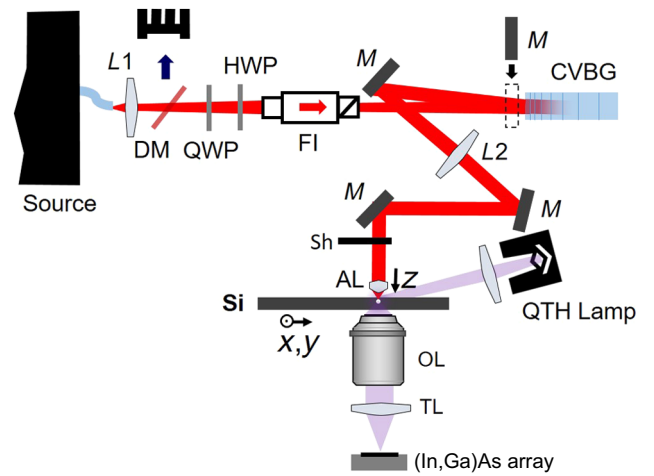 L1
HWP
M
M
CVBG
DM
QWP
FI
L2
Source
M
M
Sh
AL
z
Si
QTH Lamp
x,y
OL
TL
(In,Ga)As array